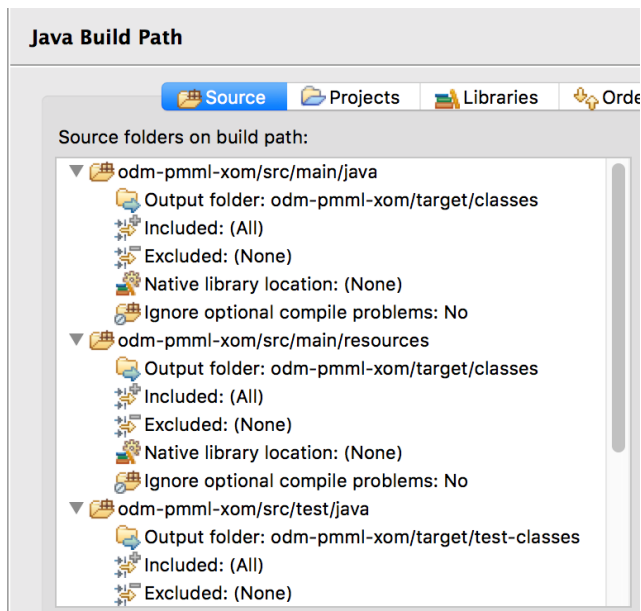 Java Build Path
Source Projects Libraries Orde
Source folders on build path:
odm-pmml-xom/src/main/java
Output folder: odm-pmml-xom/target/classes
Included: (All)
Excluded: (None)
Native library location: (None)
Ignore optional compile problems: No
odm-pmml-xom/src/main/resources
Output folder: odm-pmml-xom/target/classes
Included: (All)
Excluded: (None)
Native library location: (None)
Ignore optional compile problems: No
odm-pmml-xom/src/test/java
Output folder: odm-pmml-xom/target/test-classes
Included: (All)
Excluded: (None)